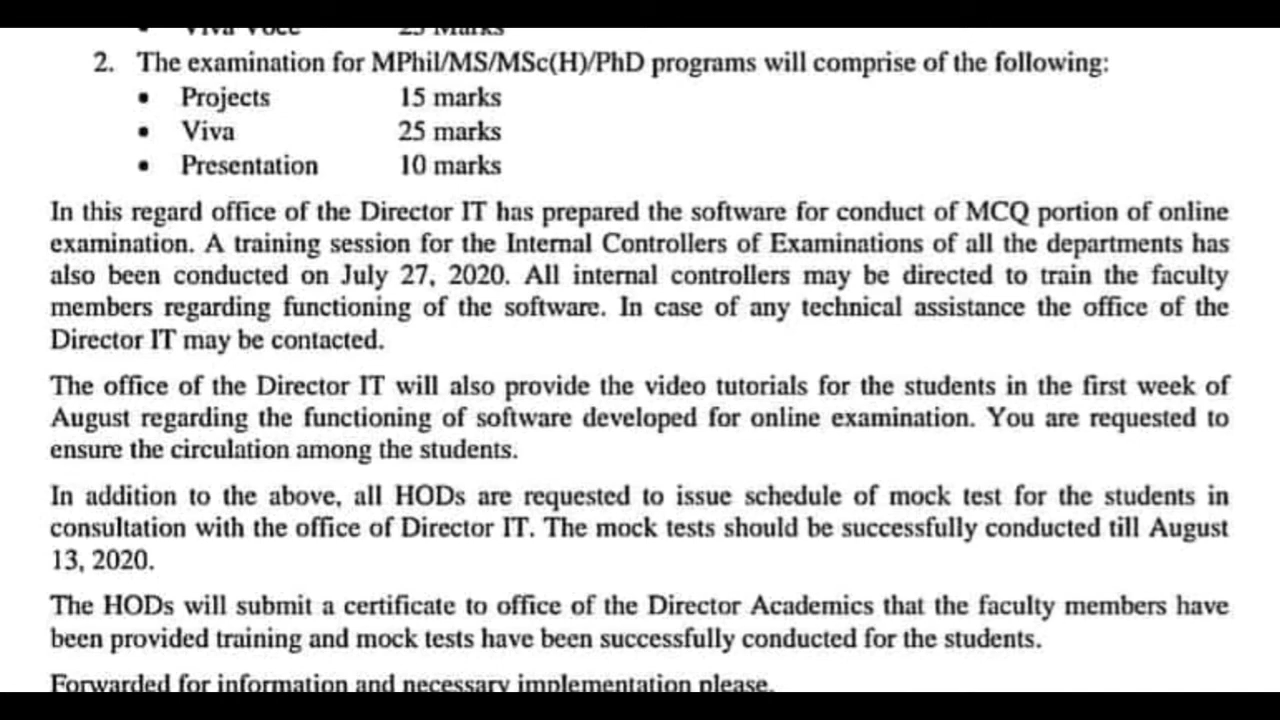 • Viva Voce 25 Marks
2. The examination for MPhil/MS/MSc(H)/PhD programs will comprise of the following:
• Projects 15 marks
• Viva 25 marks
• Presentation 10 marks
In this regard office of the Director IT has prepared the software for conduct of MCQ portion of online
examination. A training session for the Internal Controllers of Examinations of all the departments has
also been conducted on July 27, 2020. All internal controllers may be directed to train the faculty
members regarding functioning of the software. In case of any technical assistance the office of the
Director IT may be contacted.
The office of the Director IT will also provide the video tutorials for the students in the first week of
August regarding the functioning of software developed for online examination. You are requested to
ensure the circulation among the students.
In addition to the above, all HODs are requested to issue schedule of mock test for the students in
consultation with the office of Director IT. The mock tests should be successfully conducted till August
13, 2020.
The HODs will submit a certificate to office of the Director Academics that the faculty members have
been provided training and mock tests have been successfully conducted for the students.
Forwarded for information and necessary implementation please.